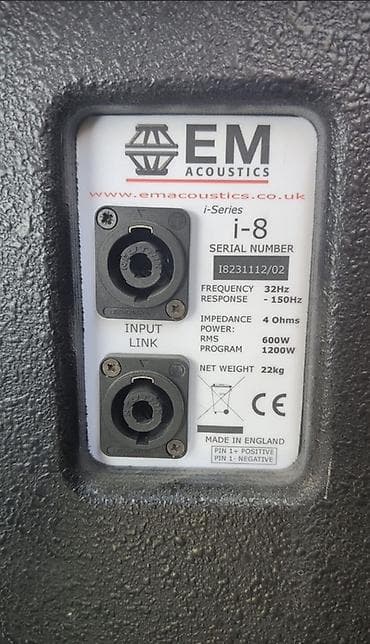 EM
ACOUSTICS
www.emacoustics.co.uk
i-Series
i-8
SERIAL NUMBER
I8231112/02
FREQUENCY 32Hz
RESPONSE - 150Hz
INPUT
LINK
IMPEDANCE 4 Ohms
POWER:
RMS 600W
PROGRAM 1200W
NET WEIGHT 22kg
CE
MADE IN ENGLAND
PIN 1+ POSITIVE
PIN 1- NEGATIVE